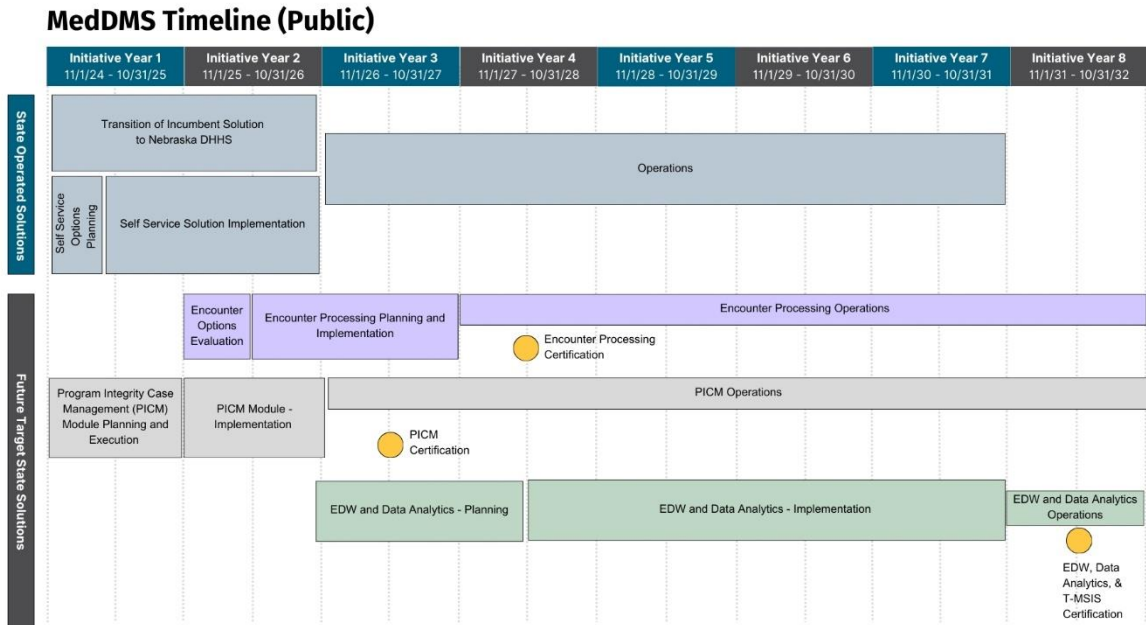 MedDMS Timeline (Public)
Initiative Year 1
11/1/24 - 10/31/25
Initiative Year 2
11/1/25 - 10/31/26
Initiative Year 3
11/1/26 - 10/31/27
Initiative Year 4
11/1/27 - 10/31/28
Initiative Year 5
11/1/28 - 10/31/29
Initiative Year 6
11/1/29 - 10/31/30
Initiative Year 7
11/1/30 - 10/31/31
Initiative Year 8
11/1/31 - 10/31/32
State Operated Solutions
Transition of Incumbent Solution
to Nebraska DHHS
Operations
Self Service
Options
Planning
Self Service Solution Implementation
Future Target State Solutions
Encounter
Options
Evaluation
Encounter Processing Planning and
Implementation
Encounter Processing Operations
Encounter Processing
Certification
Program Integrity Case
Management (PICM)
Module Planning and
Execution
PICM Module -
Implementation
PICM Operations
PICM
Certification
EDW and Data Analytics - Planning
EDW and Data Analytics - Implementation
EDW and Data Analytics
Operations
EDW, Data
Analytics, &
T-MSIS
Certification